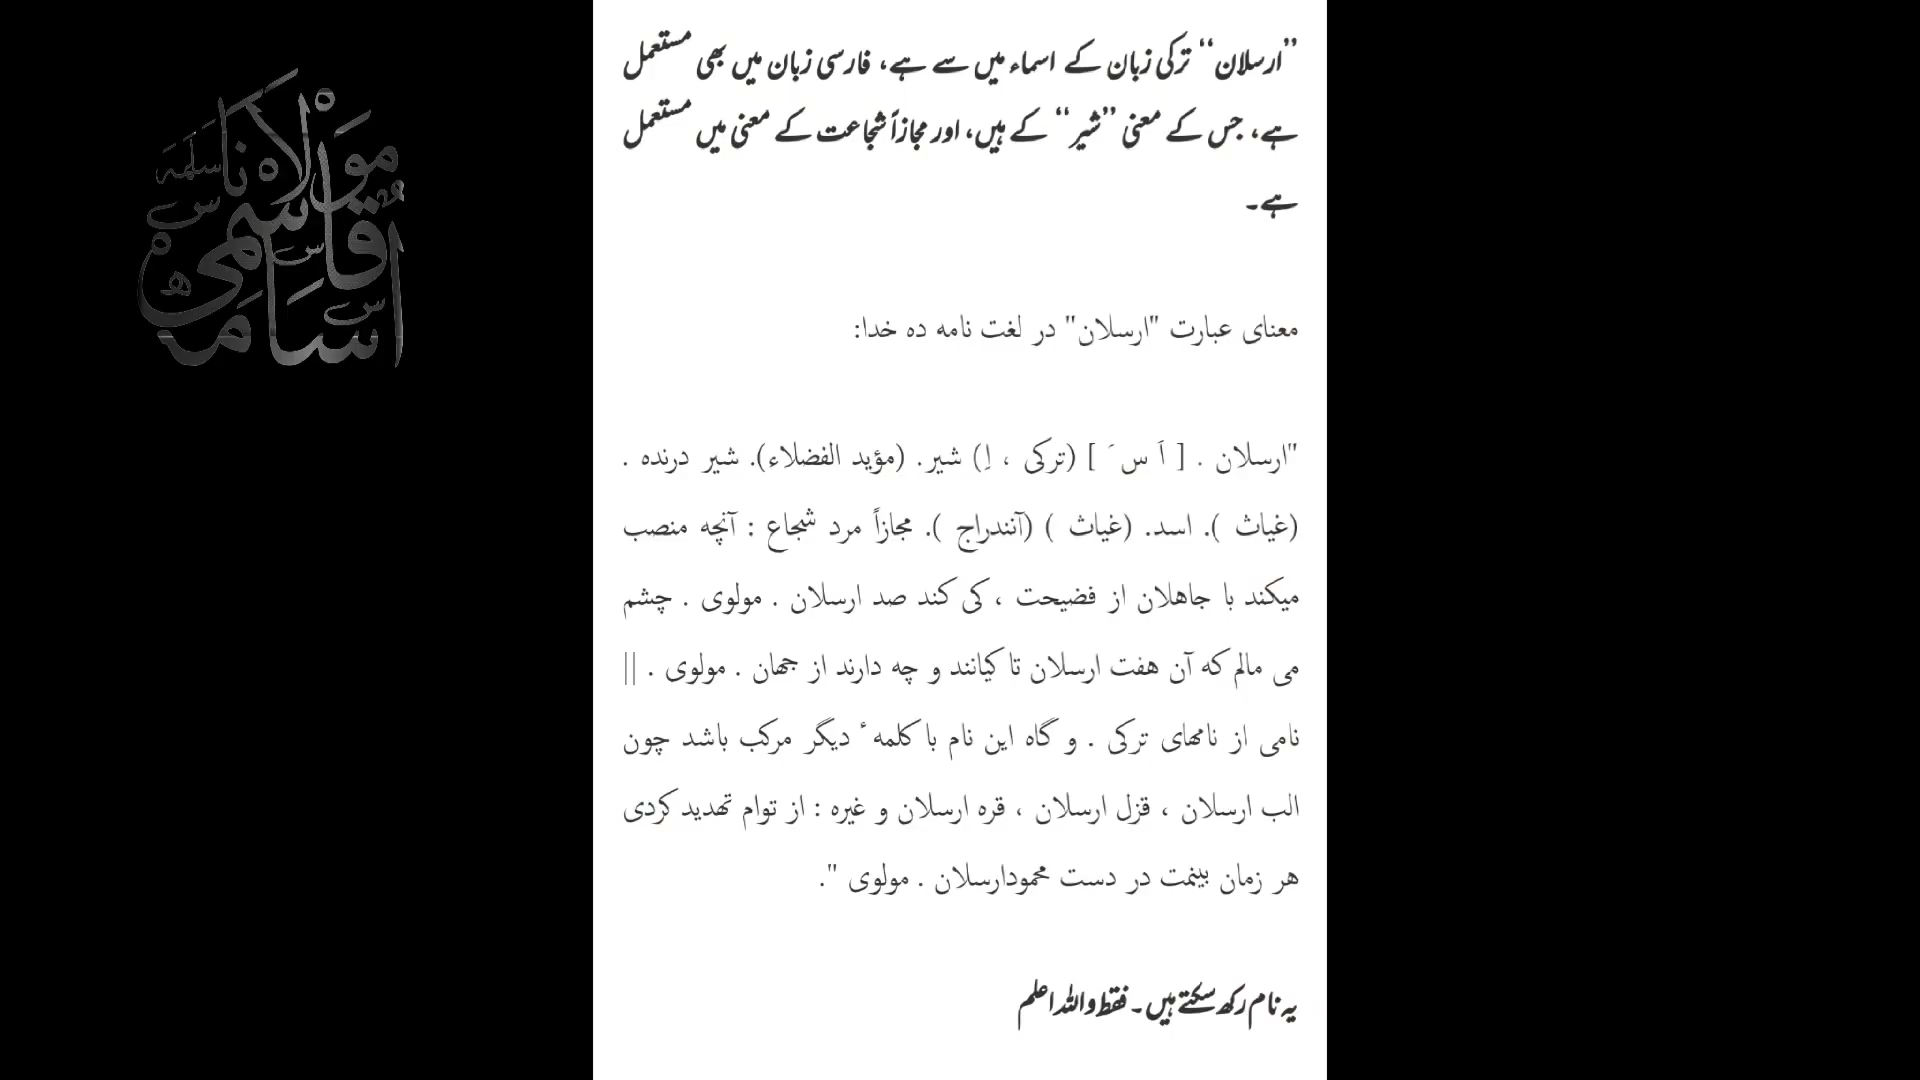 مولانا اسامہ قاسمی سلمہ
’’ارسلان‘‘ ترکی زبان کے اسماء میں سے ہے، فارسی زبان میں بھی مستعمل
ہے، جس کے معنی ’’شیر‘‘ کے ہیں، اور مجازاً شجاعت کے معنی میں مستعمل
ہے۔
معنای عبارت "ارسلان" در لغت نامه ده خدا:
"ارسلان . [ اَ س َ ] (ترکی ، اِ) شیر. (مؤید الفضلاء). شیر درنده .
(غیاث ). اسد. (غیاث ) (آنندراج ). مجازاً مرد شجاع : آنچه منصب
میکند با جاهلان از فضیحت ، کی کند صد ارسلان . مولوی . چشم
می مالم که آن هفت ارسلان تا کیانند و چه دارند از جهان . مولوی . ||
نامی از نامهای ترکی . و گاه این نام با کلمه ٔ دیگر مرکب باشد چون
الب ارسلان ، قزل ارسلان ، قره ارسلان و غیره : از توام تهدید کردی
هر زمان بینمت در دست محمودارسلان . مولوی ".
یہ نام رکھ سکتے ہیں۔ فقط واللہ اعلم